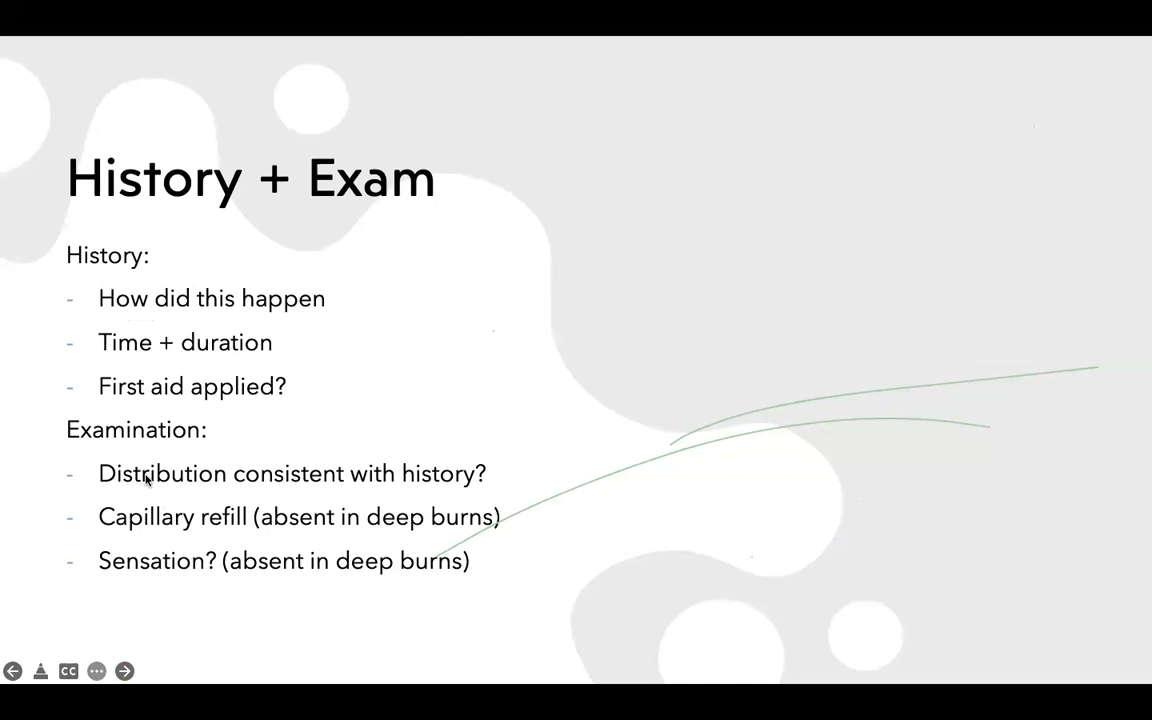 History + Exam
History:
- How did this happen
- Time + duration
- First aid applied?
Examination:
- Distribution consistent with history?
- Capillary refill (absent in deep burns)
- Sensation? (absent in deep burns)
CC